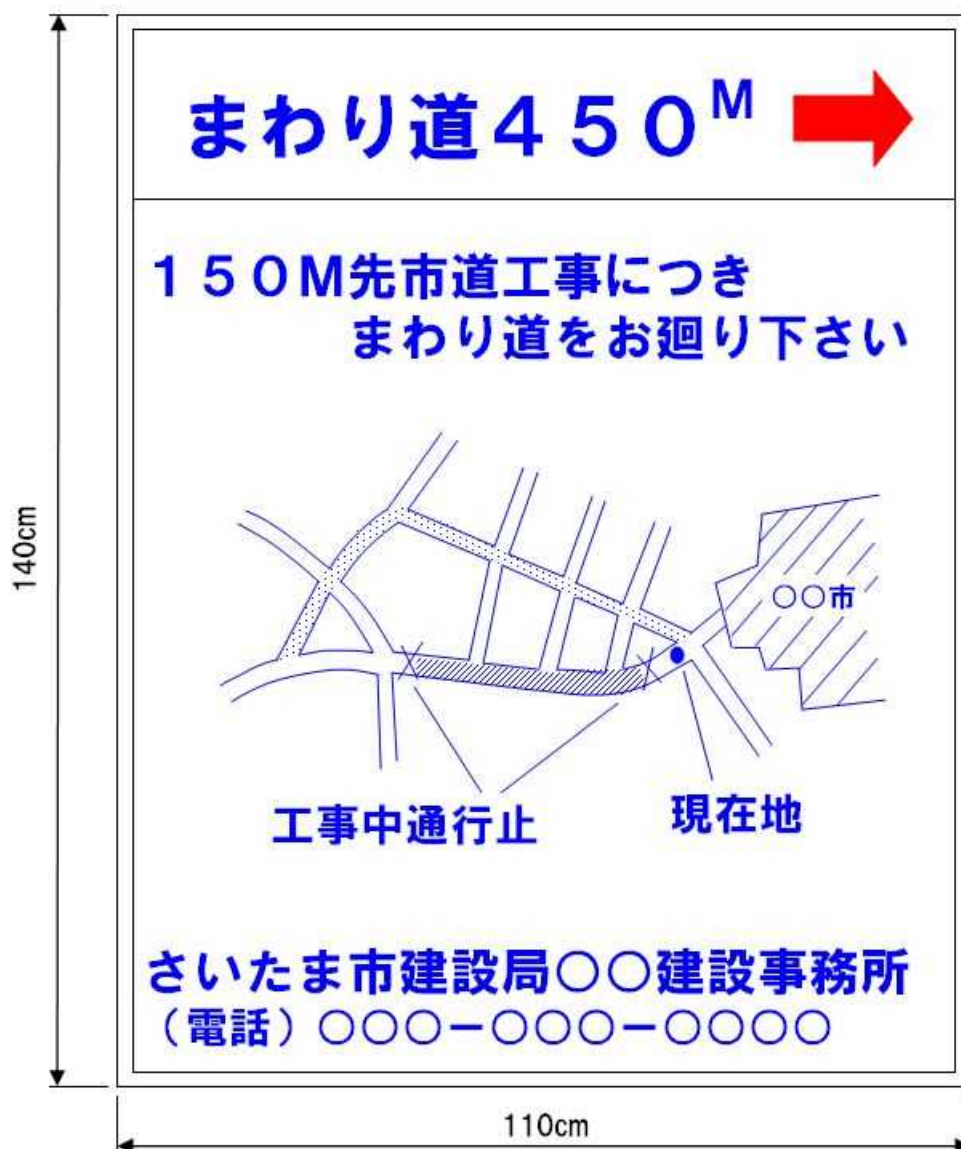 まわり道４５０M
１５０M先市道工事につき
まわり道をお廻り下さい
○○市
工事中通行止
現在地
さいたま市建設局○○建設事務所
（電話）○○○－○○○－○○○○
140cm
110cm